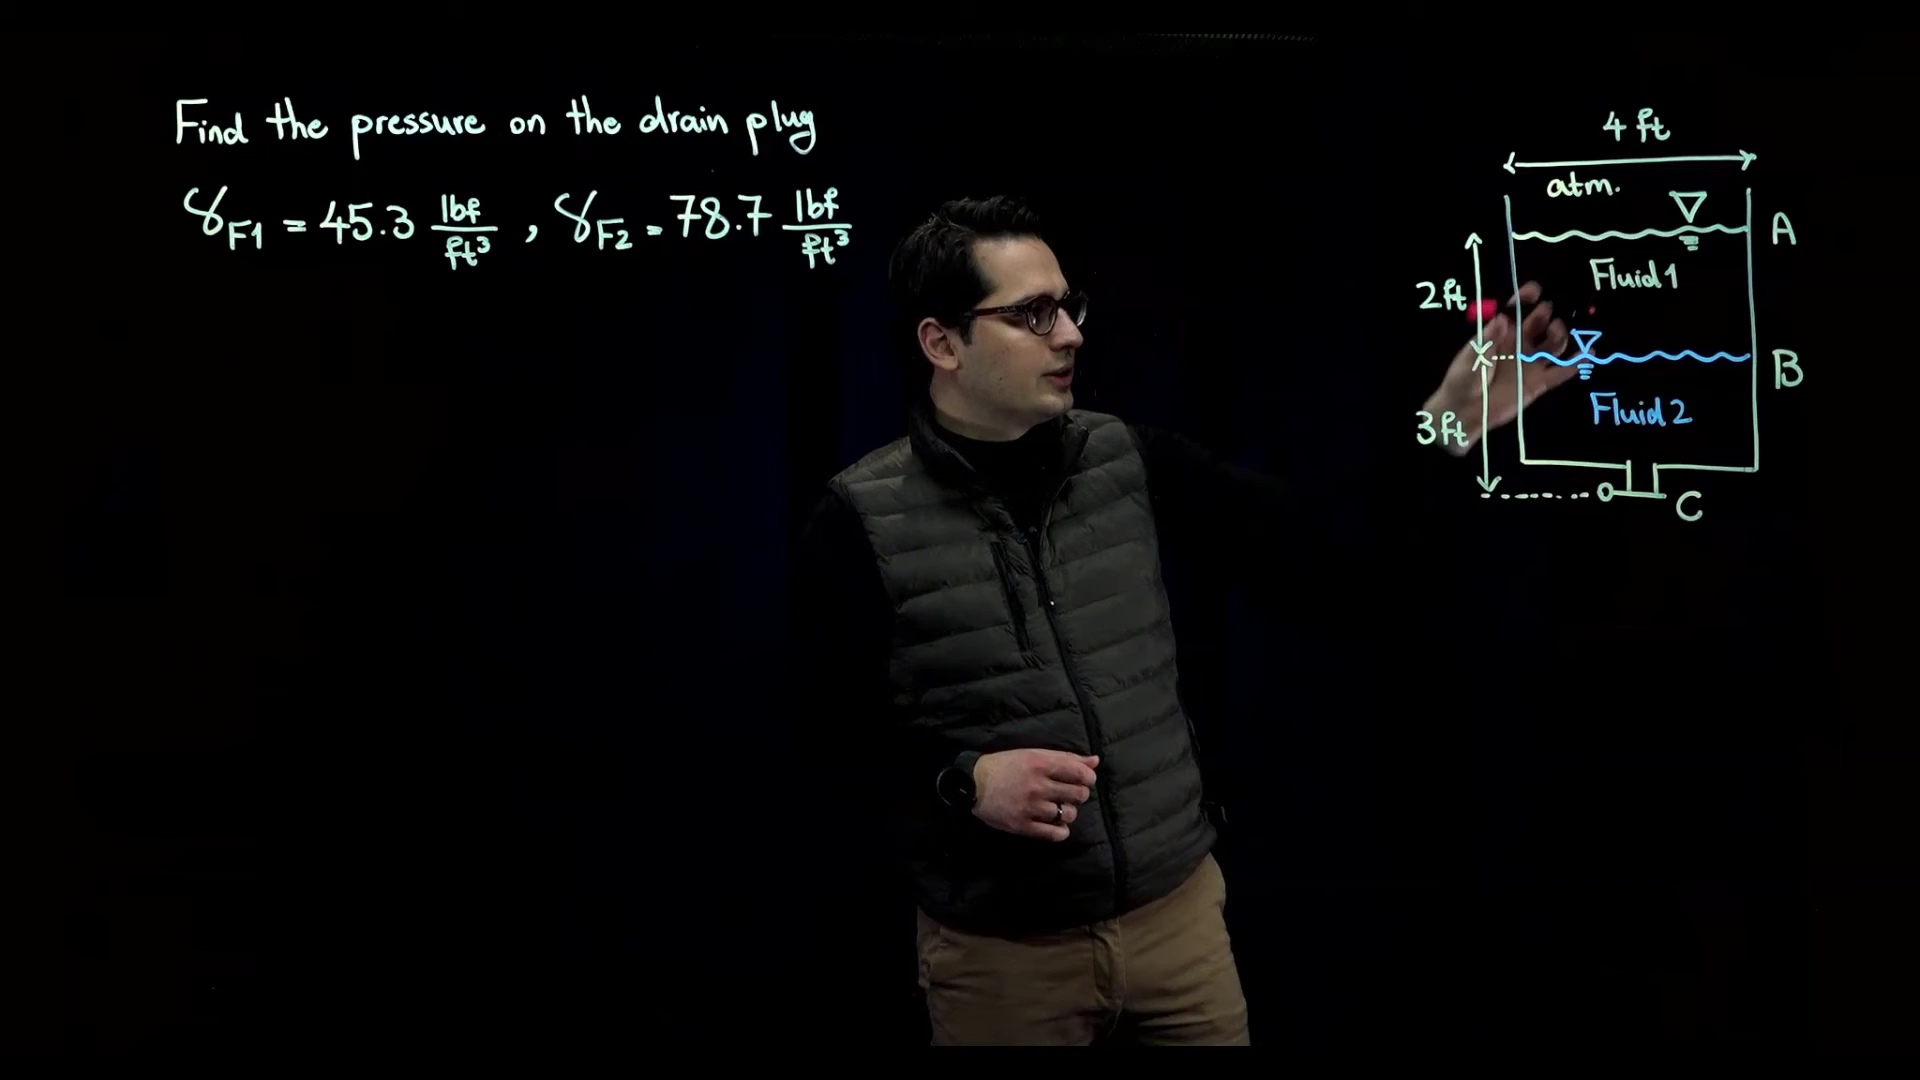 Find the pressure on the drain plug
γF1 = 45.3 lbf/ft³ , γF2 = 78.7 lbf/ft³
4 ft
atm.
A
Fluid 1
2ft
B
Fluid 2
3ft
C